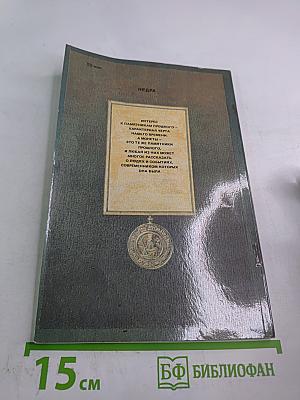 НЕДРА
ИНТЕРЕС
К ПАМЯТНИКАМ ПРОШЛОГО –
ХАРАКТЕРНАЯ ЧЕРТА
НАШЕГО ВРЕМЕНИ.
А МОНЕТЫ –
ЭТО ТЕ ЖЕ ПАМЯТНИКИ
ПРОШЛОГО,
И ЛЮБАЯ ИЗ НИХ МОЖЕТ
МНОГОЕ РАССКАЗАТЬ
О ЛЮДЯХ И СОБЫТИЯХ,
СОВРЕМЕННИКОМ КОТОРЫХ
ОНА БЫЛА
15 см
БФ БИБЛИОФАН